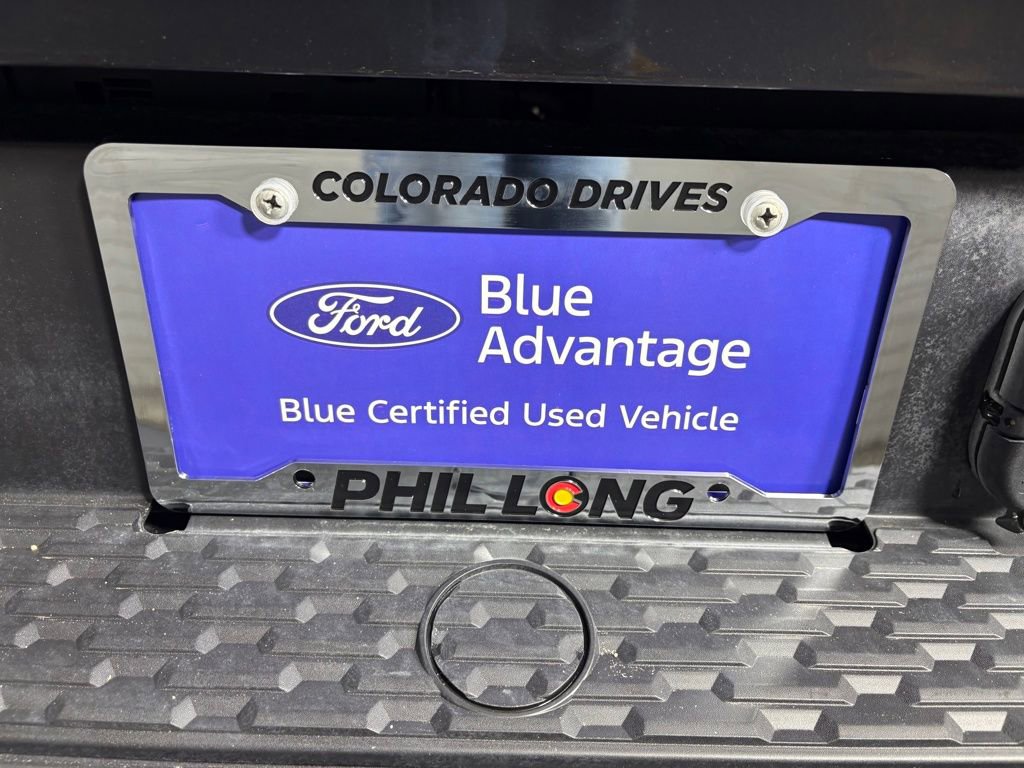 COLORADO DRIVES
Ford
Blue
Advantage
Blue Certified Used Vehicle
PHIL LONG